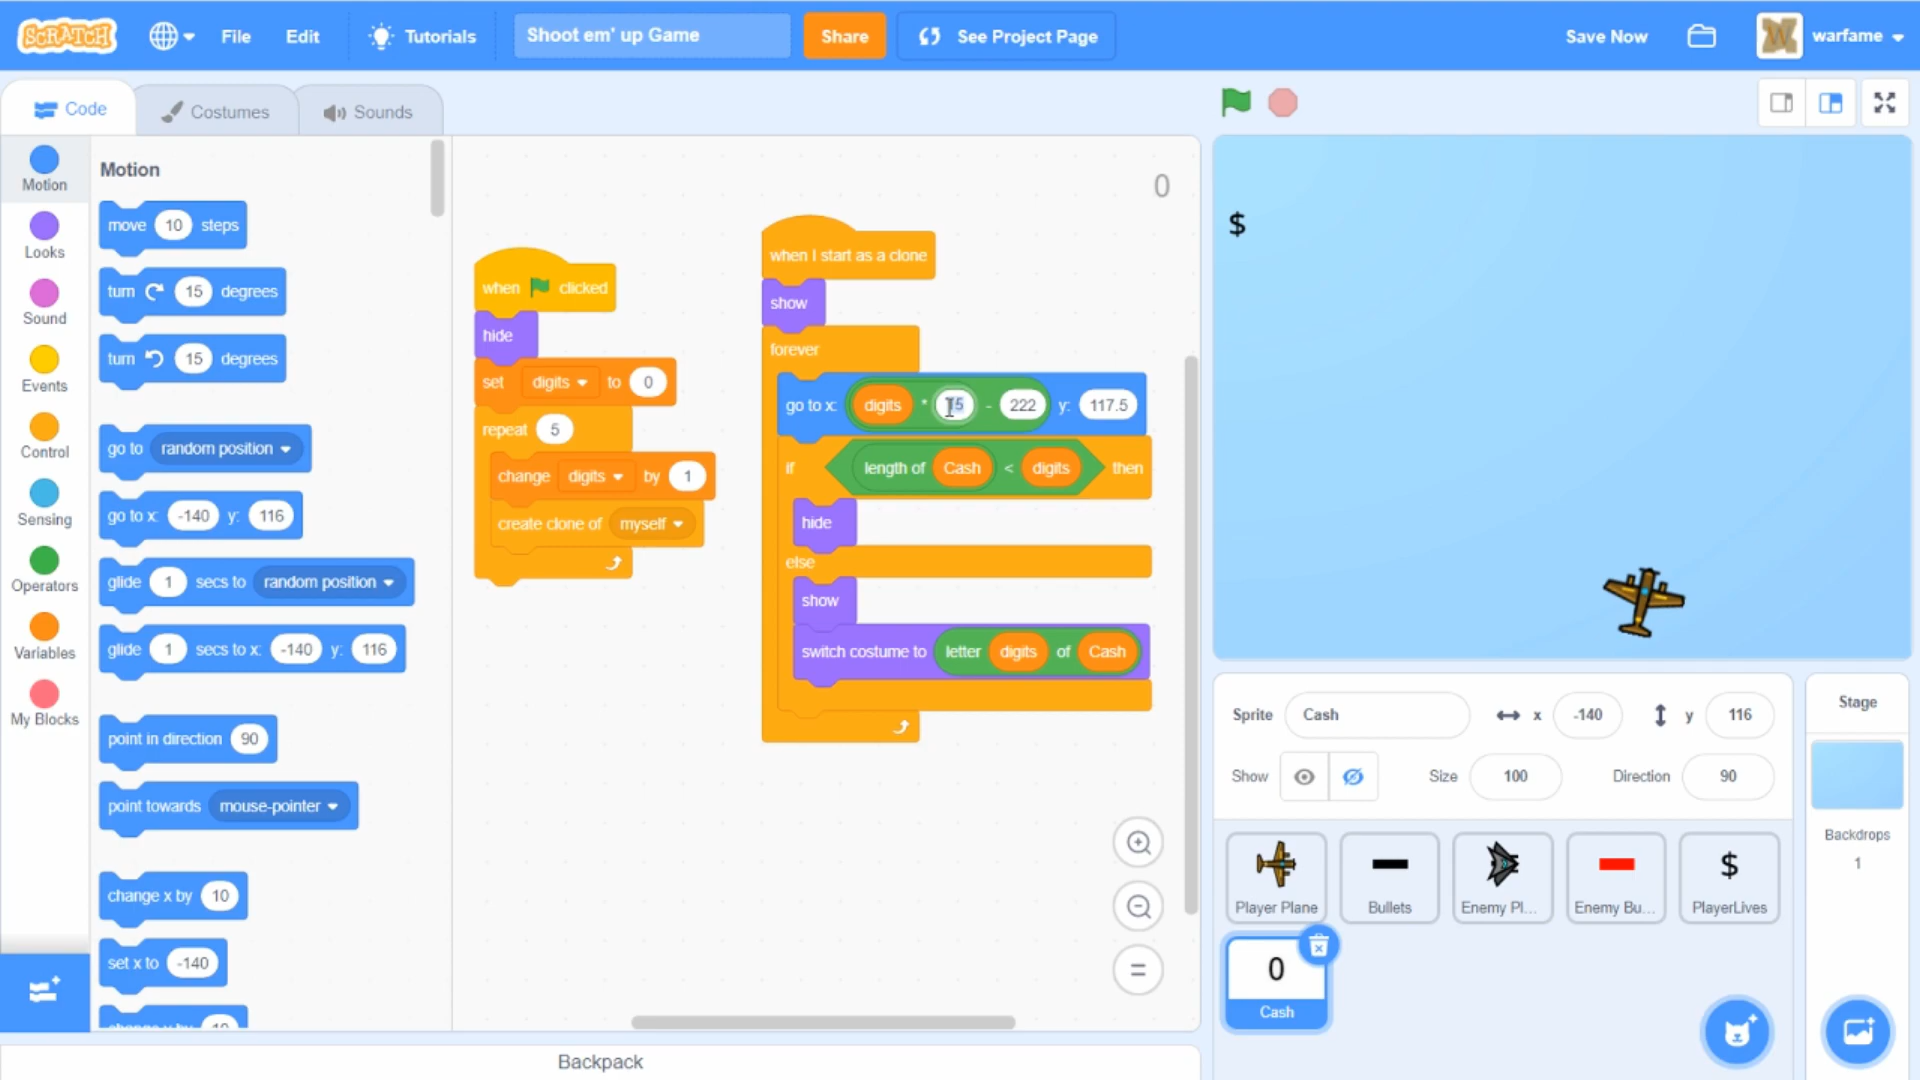 SCRATCH
File
Edit
Tutorials
Shoot em' up Game
Share
See Project Page
Save Now
warfame
Code
Costumes
Sounds
Motion
Looks
Sound
Events
Control
Sensing
Operators
Variables
My Blocks
Motion
move 10 steps
turn 15 degrees
turn 15 degrees
go to random position
go to x: -140 y: 116
glide 1 secs to random position
glide 1 secs to x: -140 y: 116
point in direction 90
point towards mouse-pointer
change x by 10
set x to -140
change y by 10
when clicked
hide
set digits to 0
repeat 5
change digits by 1
create clone of myself
0
when I start as a clone
show
forever
go to x: digits * 15 - 222 y: 117.5
if length of Cash < digits then
hide
else
show
switch costume to letter digits of Cash
Backpack
$
Sprite Cash x -140 y 116
Show Size 100 Direction 90
Player Plane
Bullets
Enemy Pl...
Enemy Bu...
$
PlayerLives
0
Cash
Stage
Backdrops
1